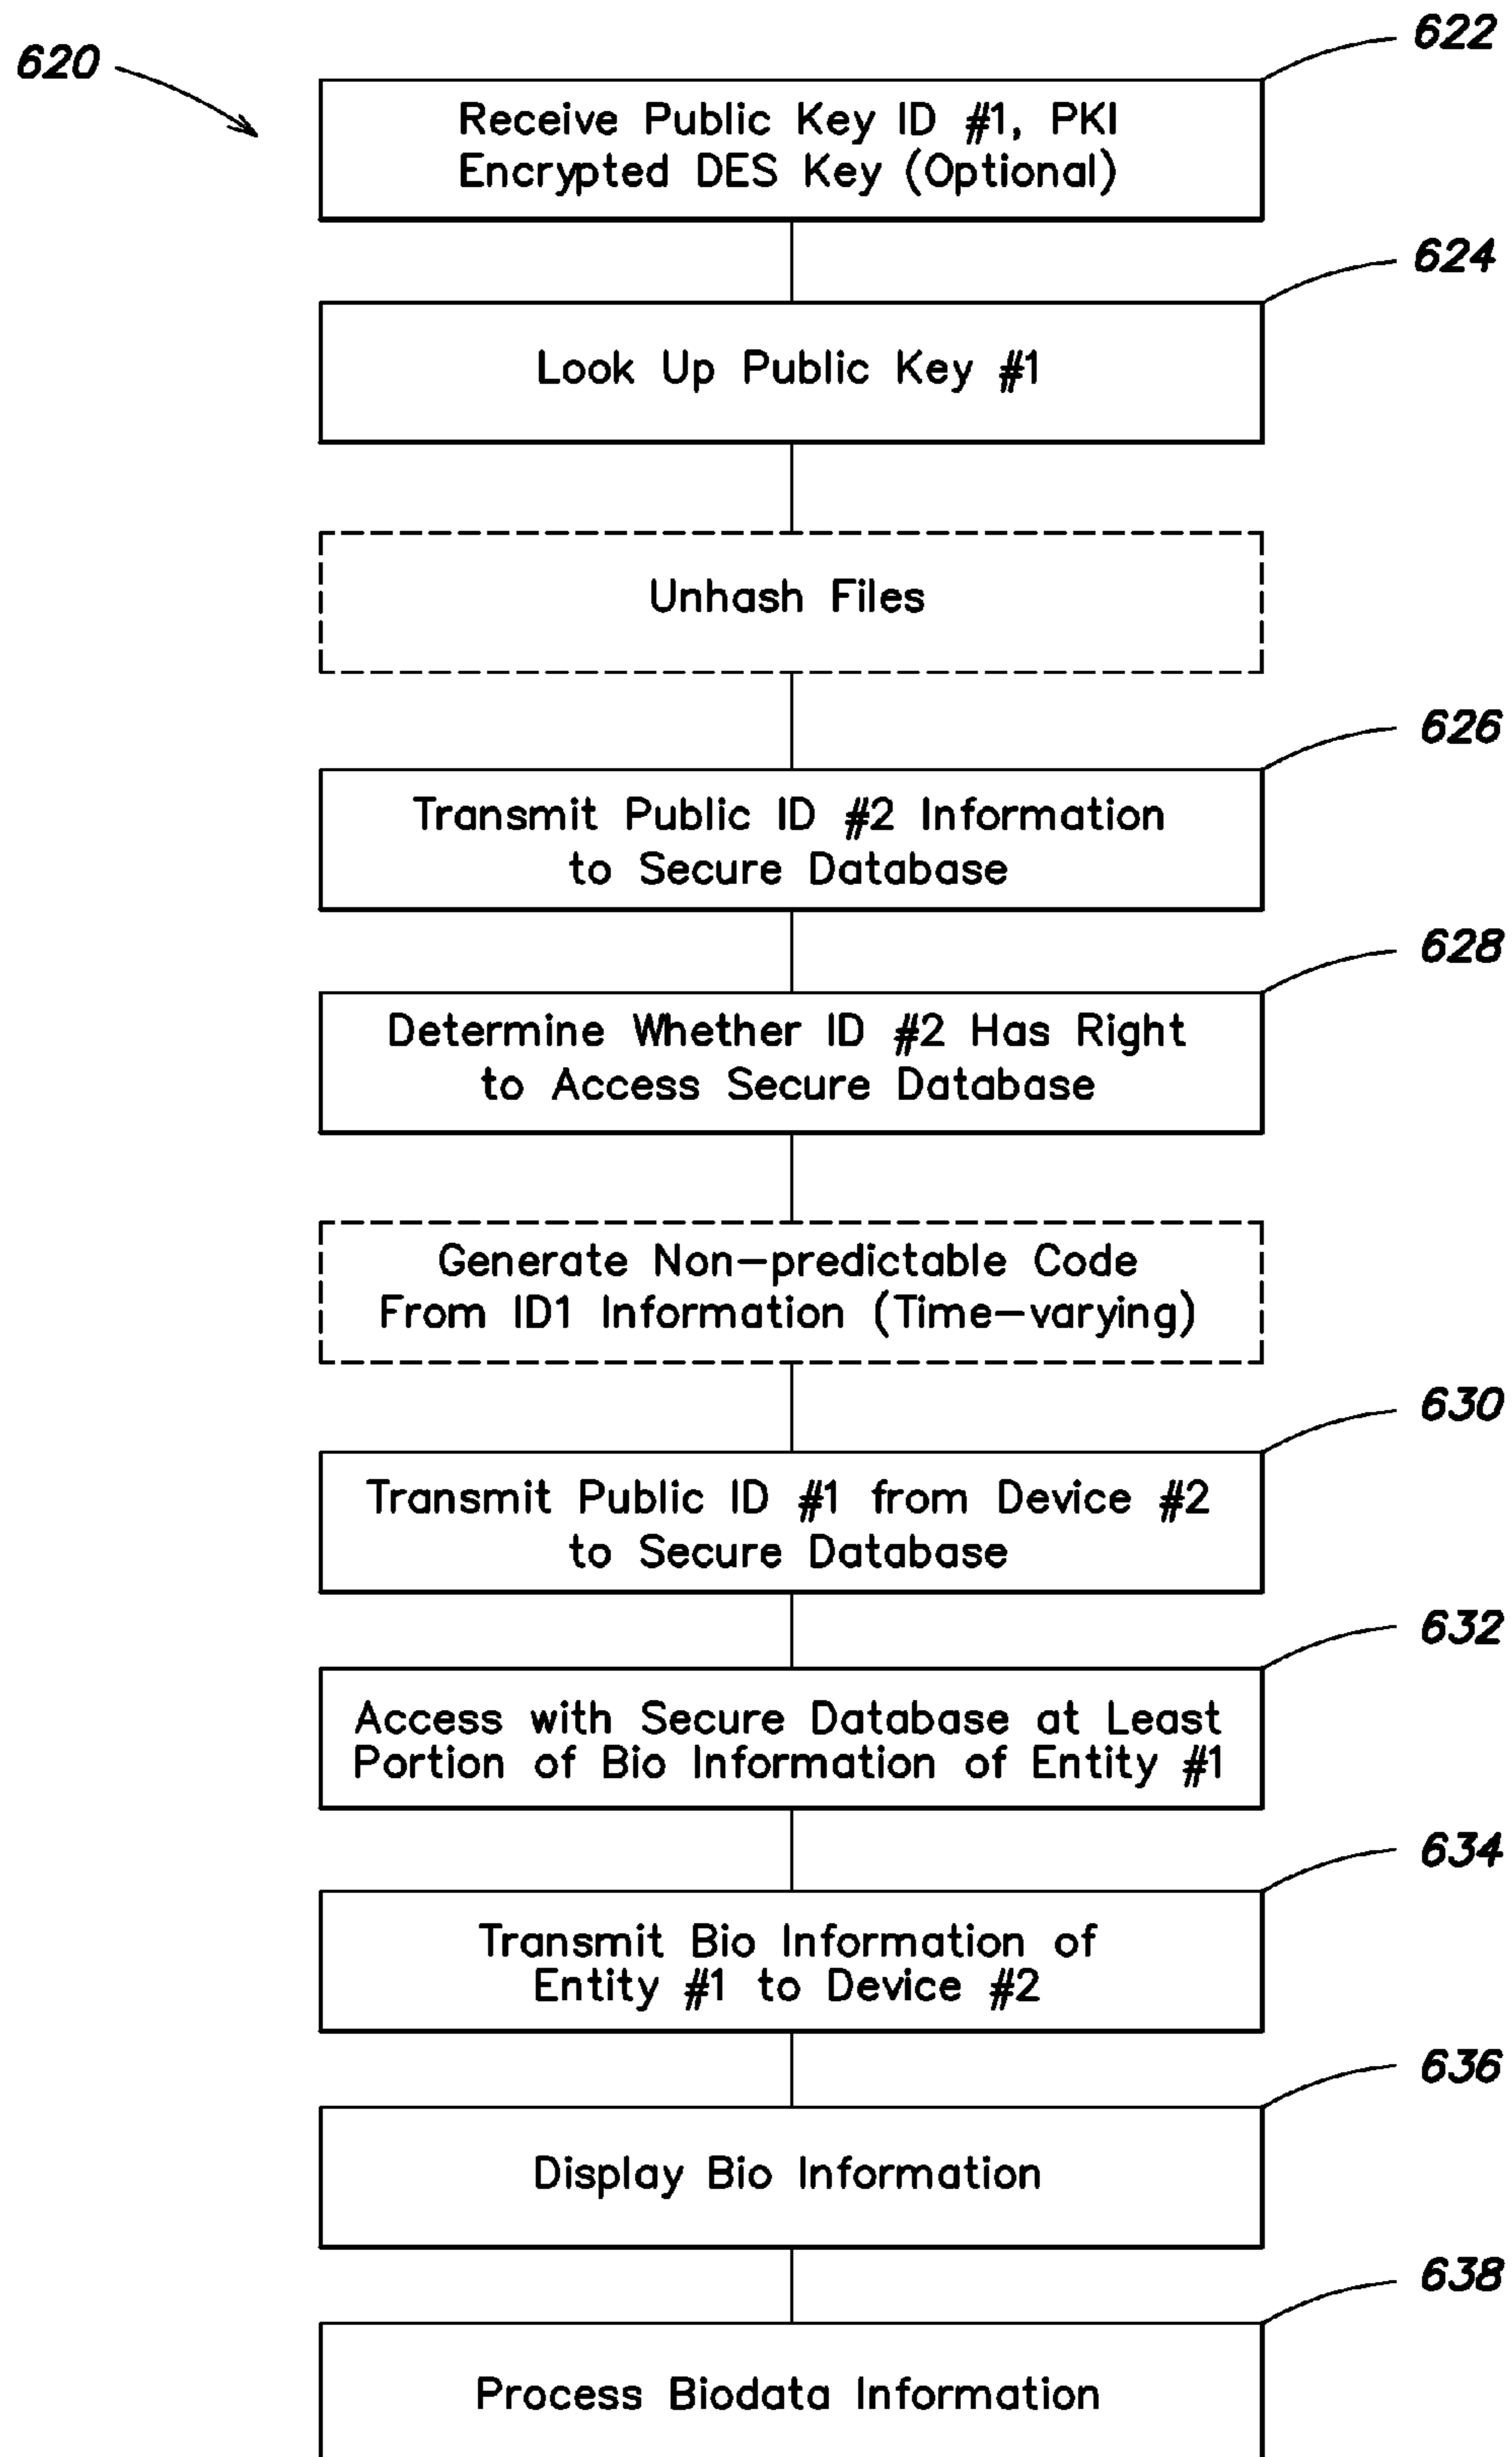 620
622
Receive Public Key ID #1, PKI
Encrypted DES Key (Optional)
624
Look Up Public Key #1
Unhash Files
626
Transmit Public ID #2 Information
to Secure Database
628
Determine Whether ID #2 Has Right
to Access Secure Database
Generate Non-predictable Code
From ID1 Information (Time-varying)
630
Transmit Public ID #1 from Device #2
to Secure Database
632
Access with Secure Database at Least
Portion of Bio Information of Entity #1
634
Transmit Bio Information of
Entity #1 to Device #2
636
Display Bio Information
638
Process Biodata Information